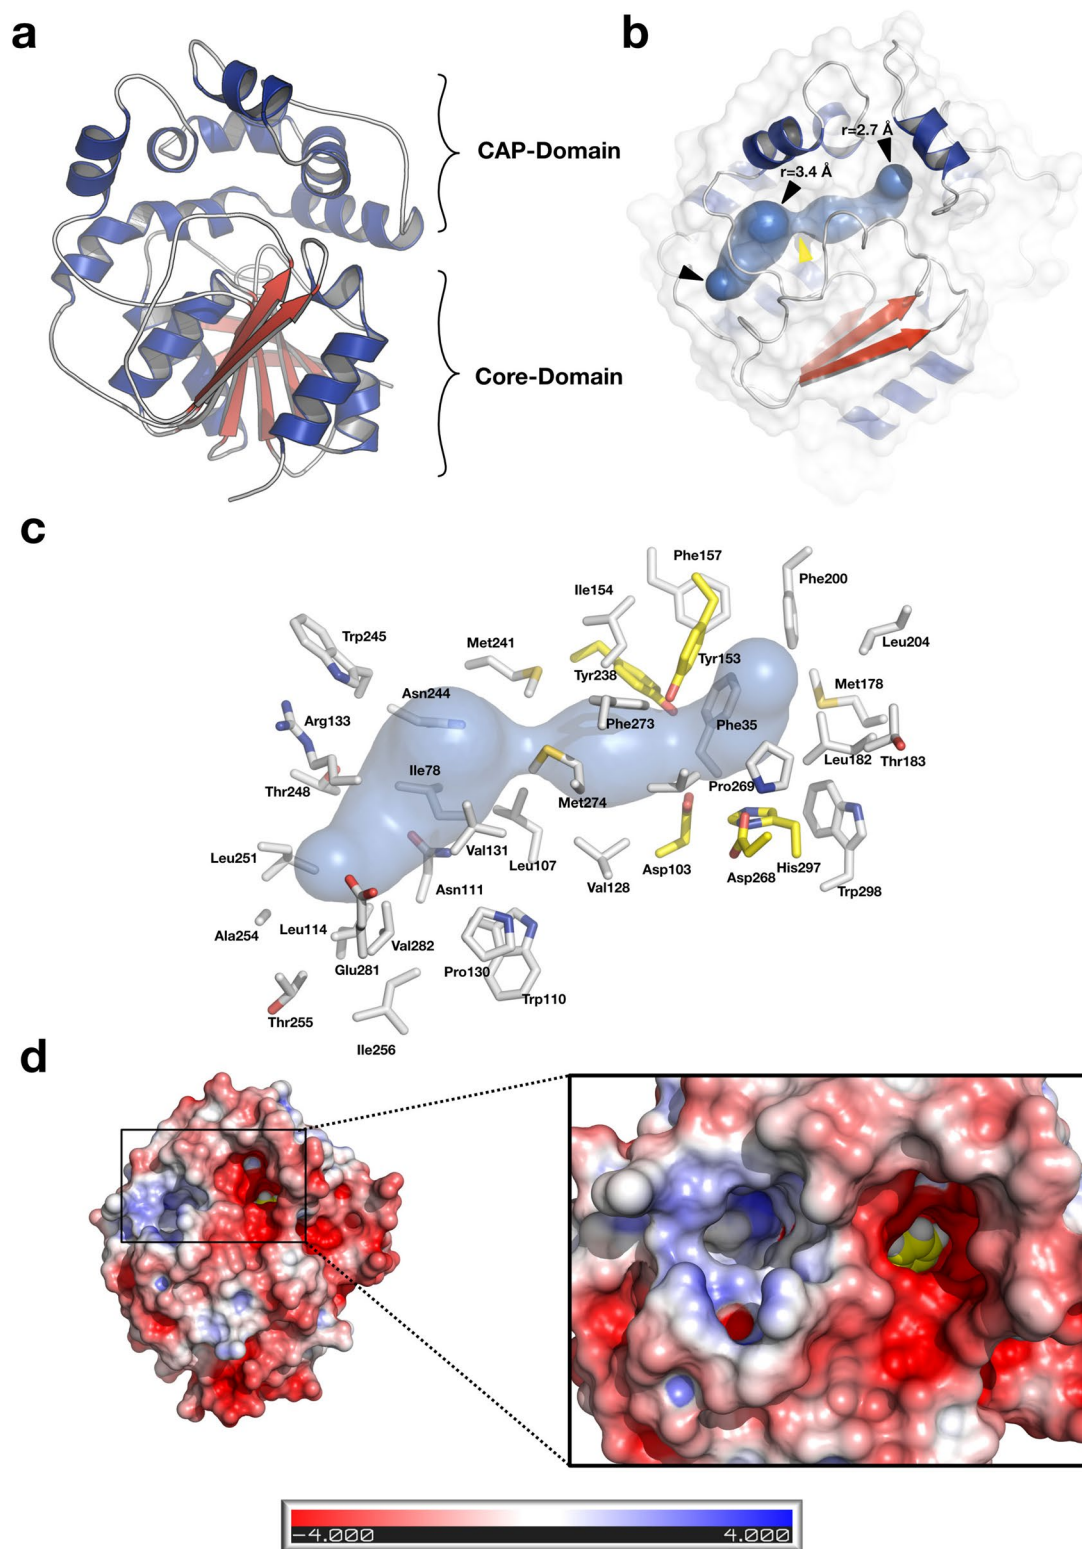 a
b
CAP-Domain
r=2.7 Å
r=3.4 Å
Core-Domain
c
Phe157
Phe200
Ile154
Trp245
Met241
Leu204
Tyr153
Tyr238
Met178
Asn244
Arg133
Phe273
Phe35
Leu182
Thr183
Ile78
Pro269
Thr248
Met274
Val131
Leu251
Leu107
Asn111
Val128
Asp103
His297
Asp268
Trp298
Ala254
Leu114
Val282
Glu281
Pro130
Trp110
Thr255
Ile256
d
-4.000 4.000